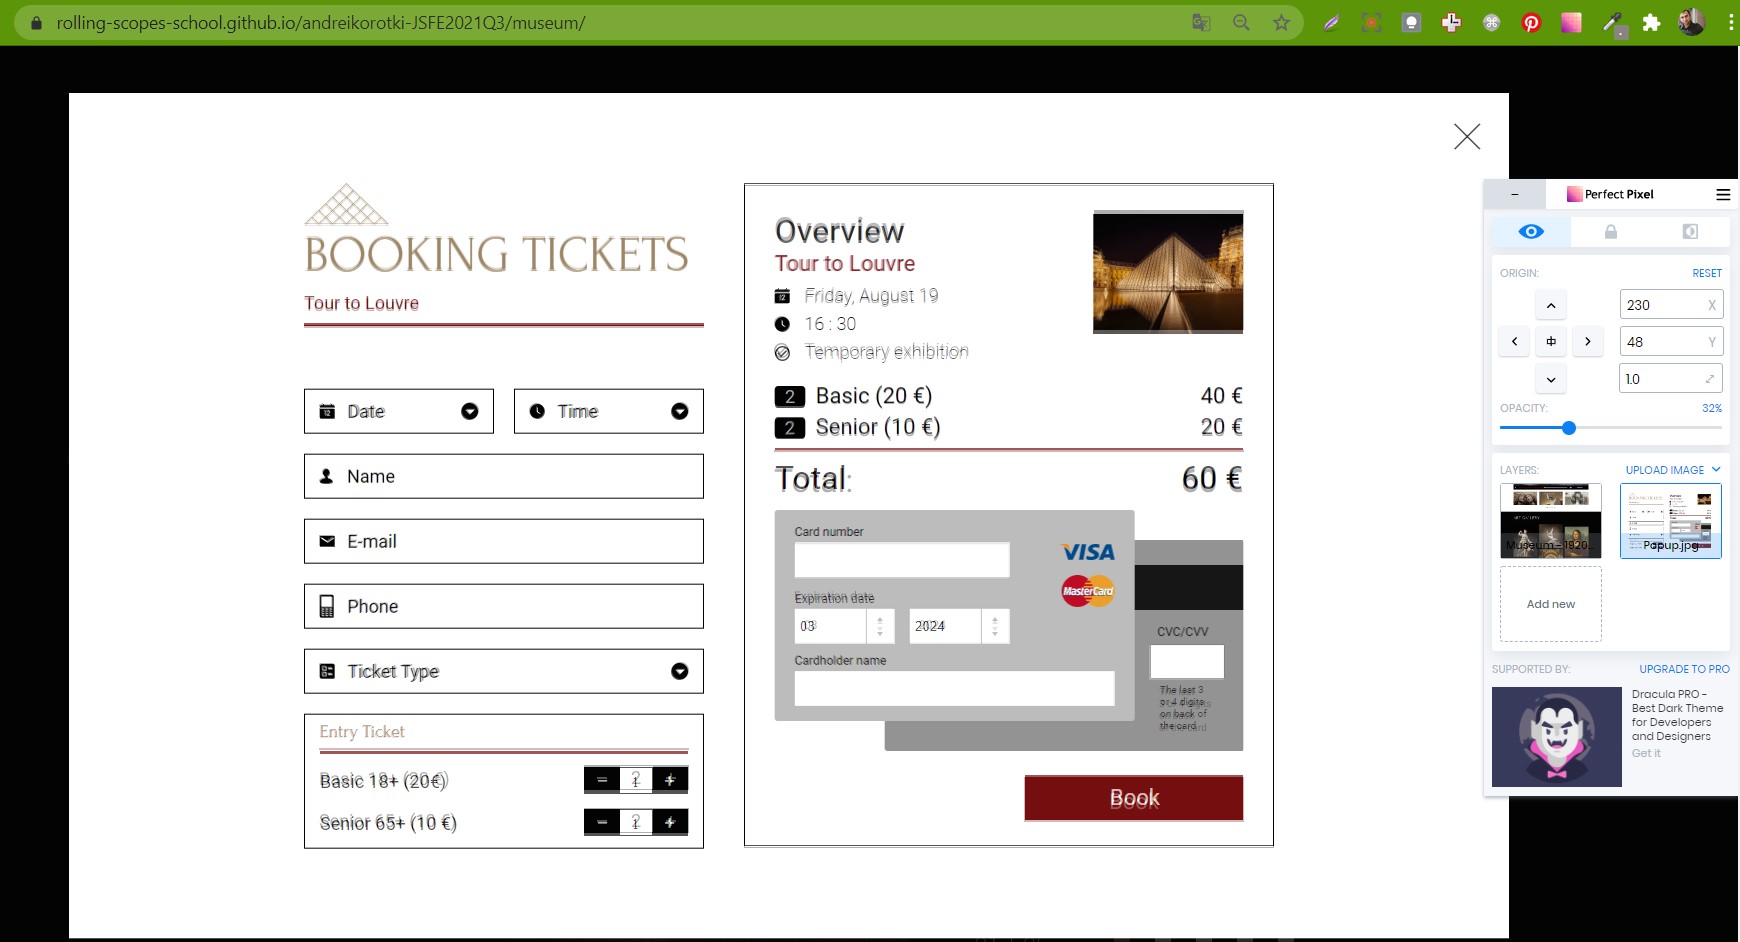 rolling-scopes-school.github.io/andreikorotki-JSFE2021Q3/museum/
BOOKING TICKETS
Tour to Louvre
Date
Time
Name
E-mail
Phone
Ticket Type
Entry Ticket
Basic 18+ (20€)
Senior 65+ (10 €)
Overview
Tour to Louvre
Friday, August 19
16 : 30
Temporary exhibition
2 Basic (20 €) 40 €
2 Senior (10 €) 20 €
Total: 60 €
Card number
VISA
MasterCard
Expiration date
03
2024
Cardholder name
CVC/CVV
The last 3
or 4 digits
on back of
the card
Book
Perfect Pixel
ORIGIN: RESET
230 X
48 Y
1.0
OPACITY: 32%
LAYERS: UPLOAD IMAGE
Museum - 1920...
Popup.jpg
Add new
SUPPORTED BY: UPGRADE TO PRO
Dracula PRO -
Best Dark Theme
for Developers
and Designers
Get it